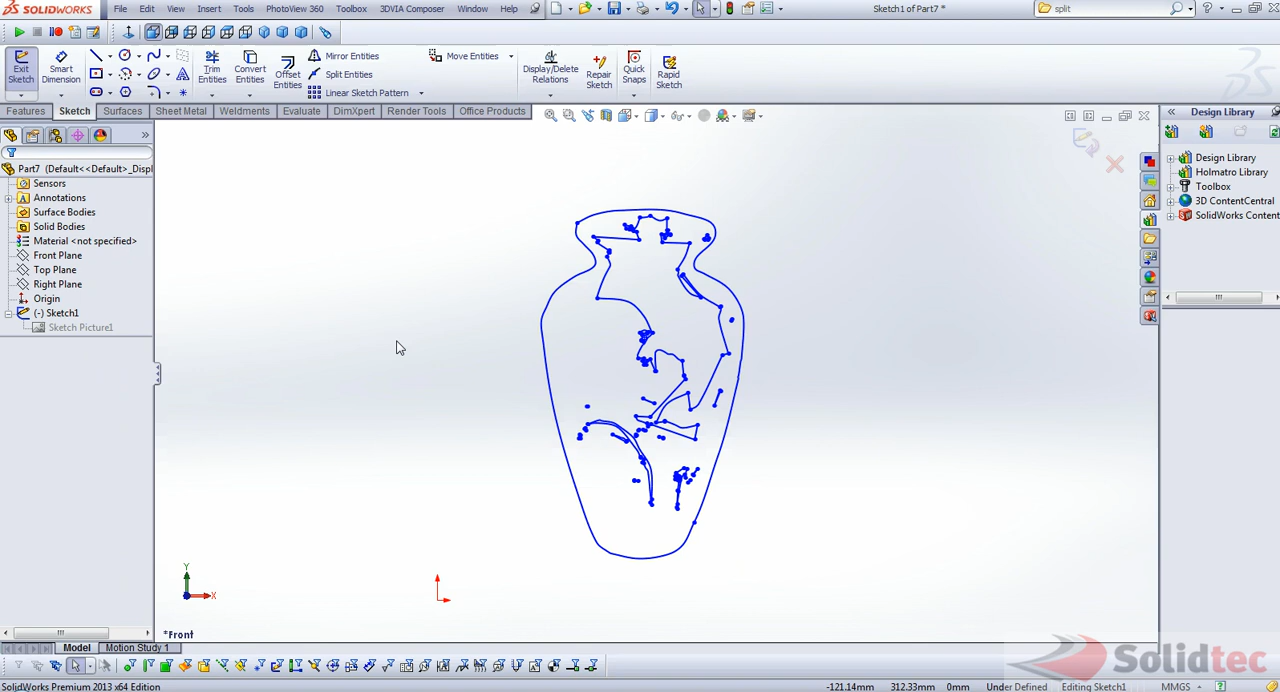 SOLIDWORKS File Edit View Insert Tools PhotoView 360 Toolbox 3DVIA Composer Window Help Sketch1 of Part7 * split
Exit Sketch Smart Dimension Trim Entities Convert Entities Offset Entities Mirror Entities Move Entities Display/Delete Relations Repair Sketch Quick Snaps Rapid Sketch
Split Entities
Linear Sketch Pattern
Features Sketch Surfaces Sheet Metal Weldments Evaluate DimXpert Render Tools Office Products Design Library
Part7 (Default<<Default>_Displ
Sensors
Annotations
Surface Bodies
Solid Bodies
Material <not specified>
Front Plane
Top Plane
Right Plane
Origin
(-) Sketch1
Sketch Picture1
Design Library
Holmatro Library
Toolbox
3D ContentCentral
SolidWorks Content
Y
X
*Front
Model Motion Study 1
Solidtec
SolidWorks Premium 2013 x64 Edition -121.14mm 312.33mm 0mm Under Defined Editing Sketch1 MMGS